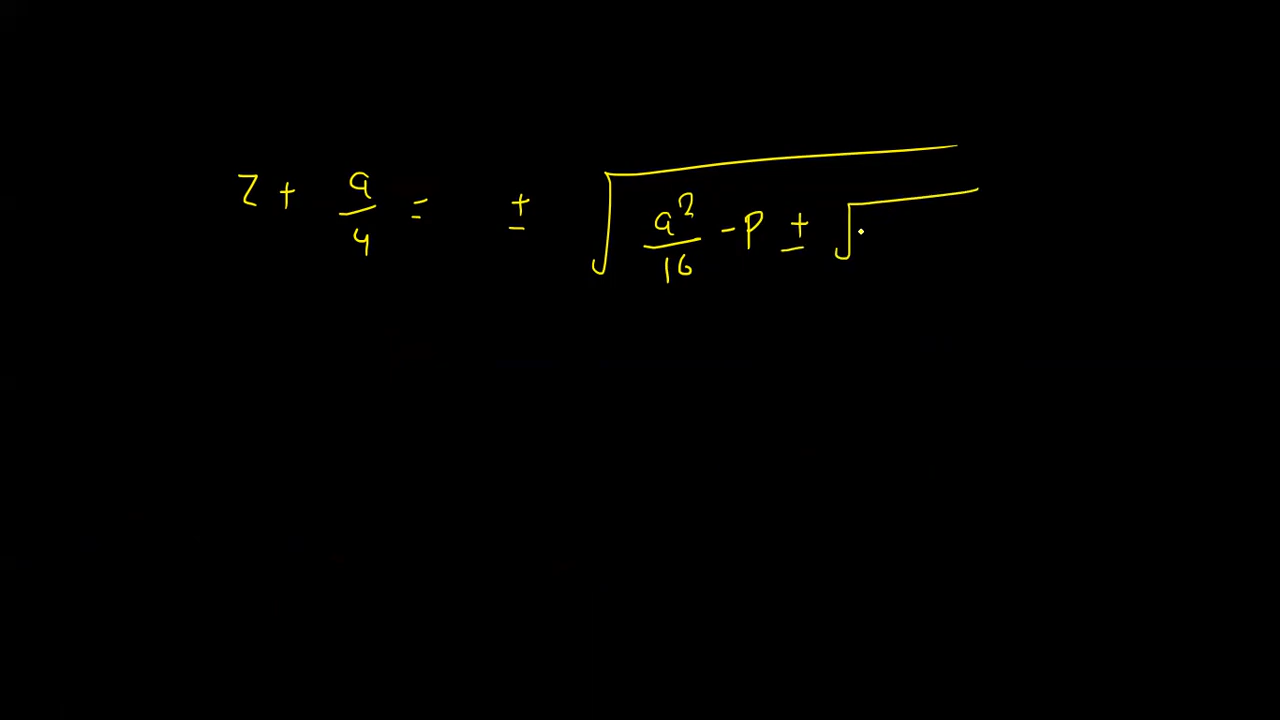 z + a/4 = ± √(a²/16 - p ± √